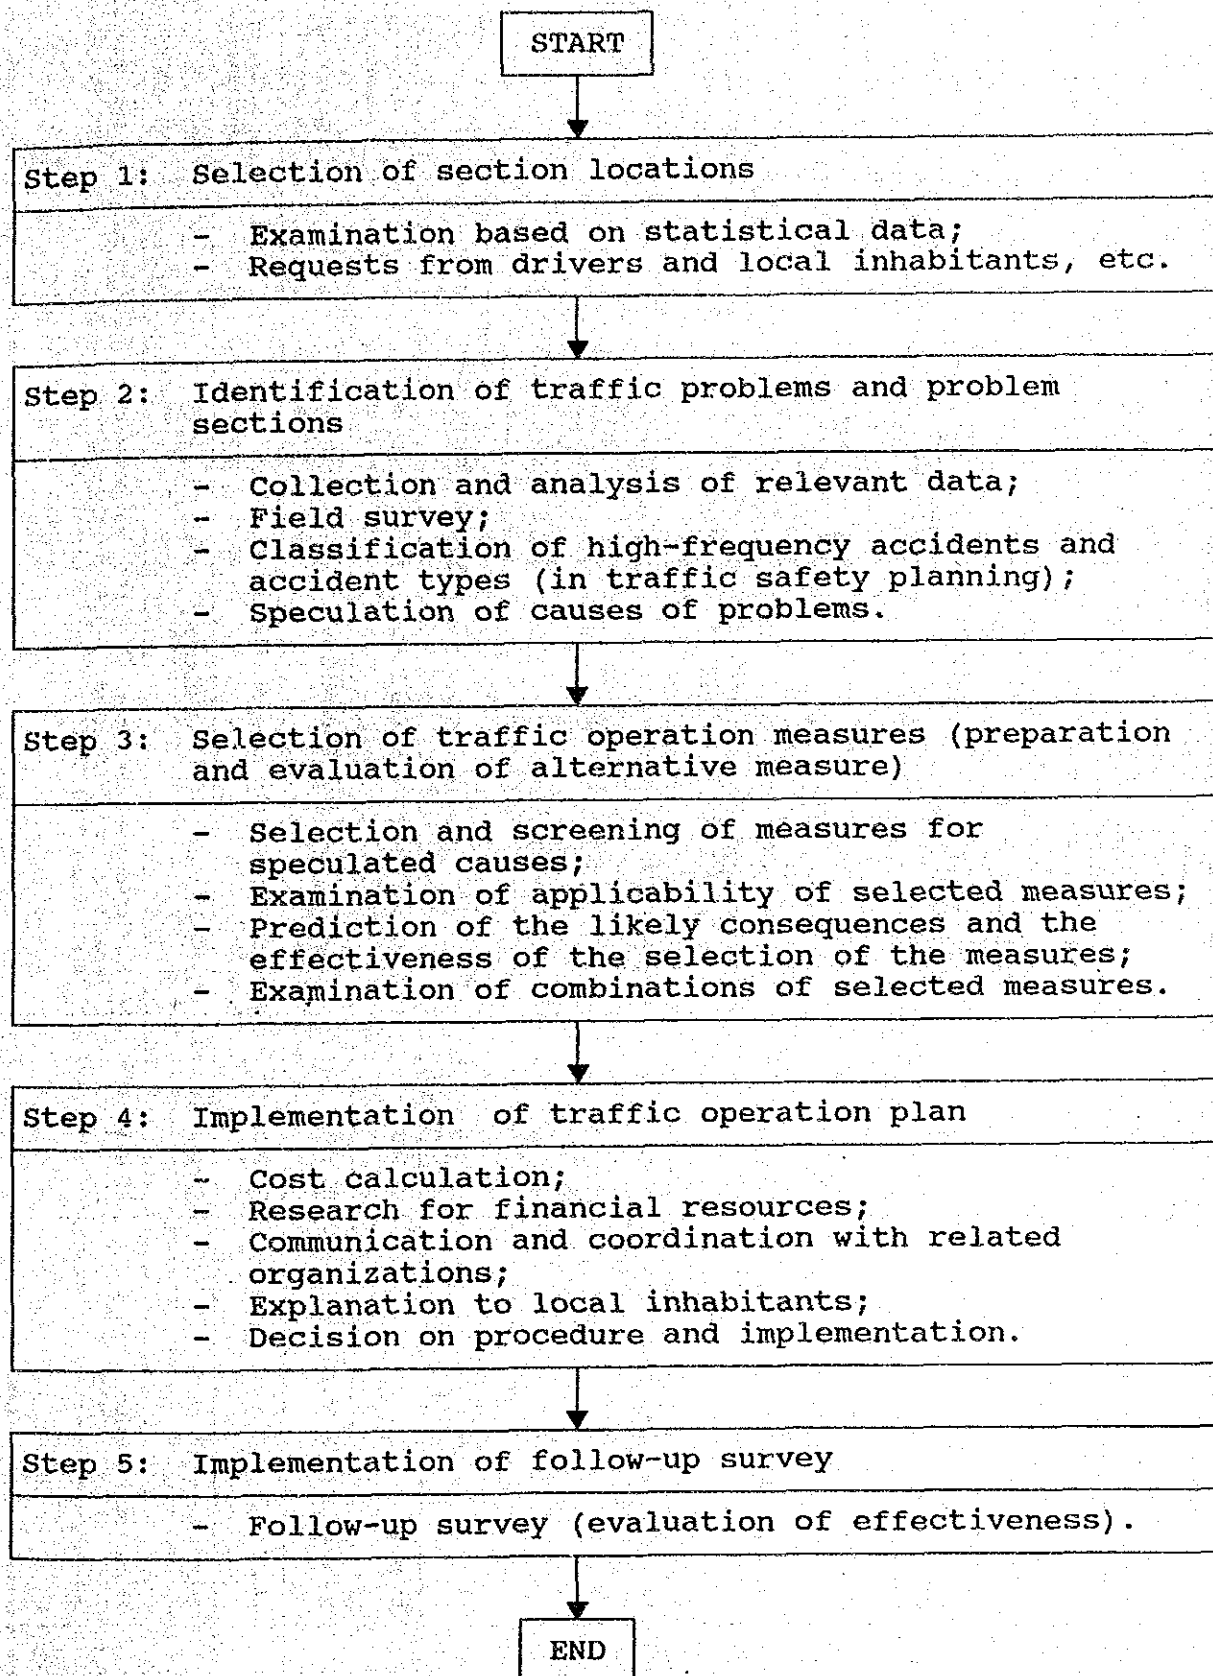 START
Step 1: Selection of section locations
- Examination based on statistical data;
- Requests from drivers and local inhabitants, etc.
Step 2: Identification of traffic problems and problem
sections
- Collection and analysis of relevant data;
- Field survey;
- Classification of high-frequency accidents and
accident types (in traffic safety planning);
- Speculation of causes of problems.
Step 3: Selection of traffic operation measures (preparation
and evaluation of alternative measure)
- Selection and screening of measures for
speculated causes;
- Examination of applicability of selected measures;
- Prediction of the likely consequences and the
effectiveness of the selection of the measures;
- Examination of combinations of selected measures.
Step 4: Implementation of traffic operation plan
- Cost calculation;
- Research for financial resources;
- Communication and coordination with related
organizations;
- Explanation to local inhabitants;
- Decision on procedure and implementation.
Step 5: Implementation of follow-up survey
- Follow-up survey (evaluation of effectiveness).
END